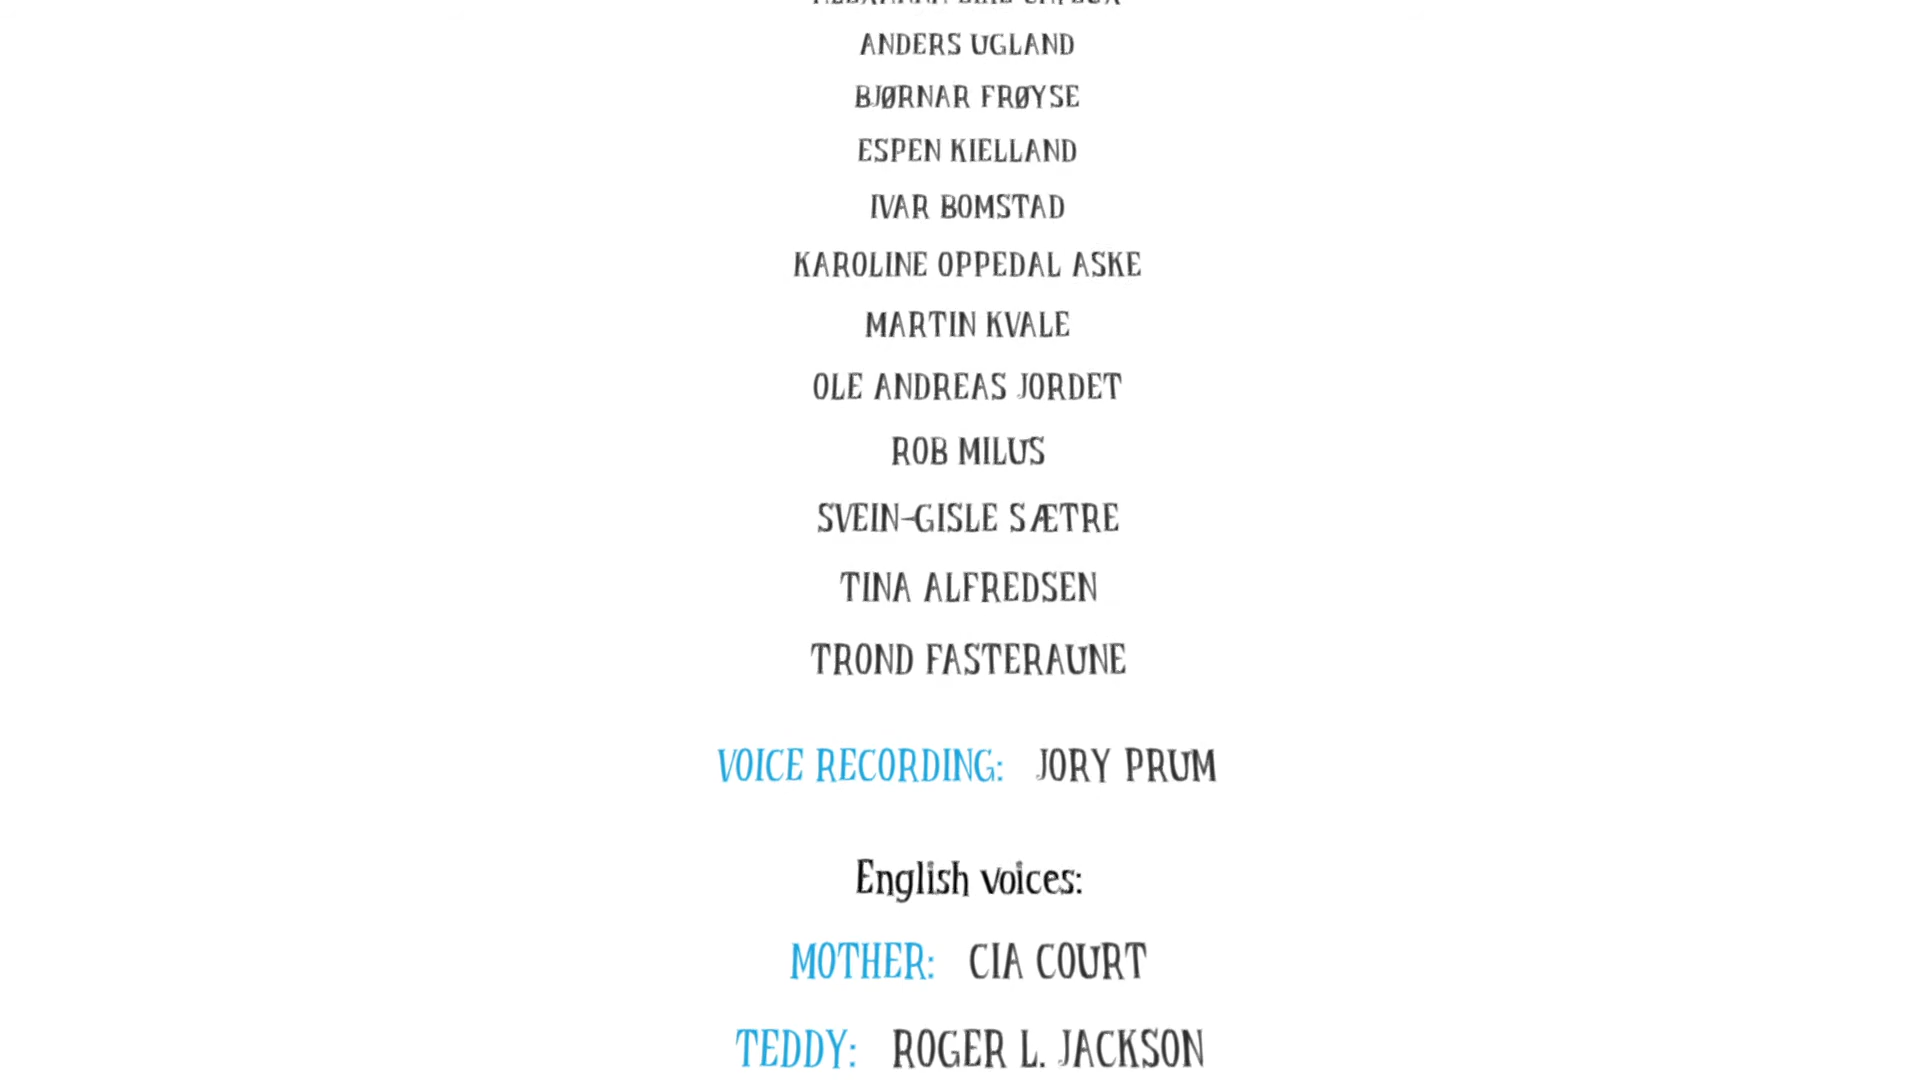 ANDERS UGLAND
BJØRNAR FRØYSE
ESPEN KIELLAND
IVAR BOMSTAD
KAROLINE OPPEDAL ASKE
MARTIN KVALE
OLE ANDREAS JORDET
ROB MILUS
SVEIN-GISLE SÆTRE
TINA ALFREDSEN
TROND FASTERAUNE
VOICE RECORDING: JORY PRUM
English voices:
MOTHER: CIA COURT
TEDDY: ROGER L. JACKSON